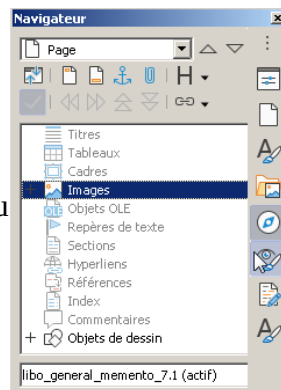 Navigateur
Page
Titres
Tableaux
Cadres
Images
u
Objets OLE
Repères de texte
Sections
Hyperliens
Références
Index
Commentaires
Objets de dessin
libo_general_memento_7.1 (actif)